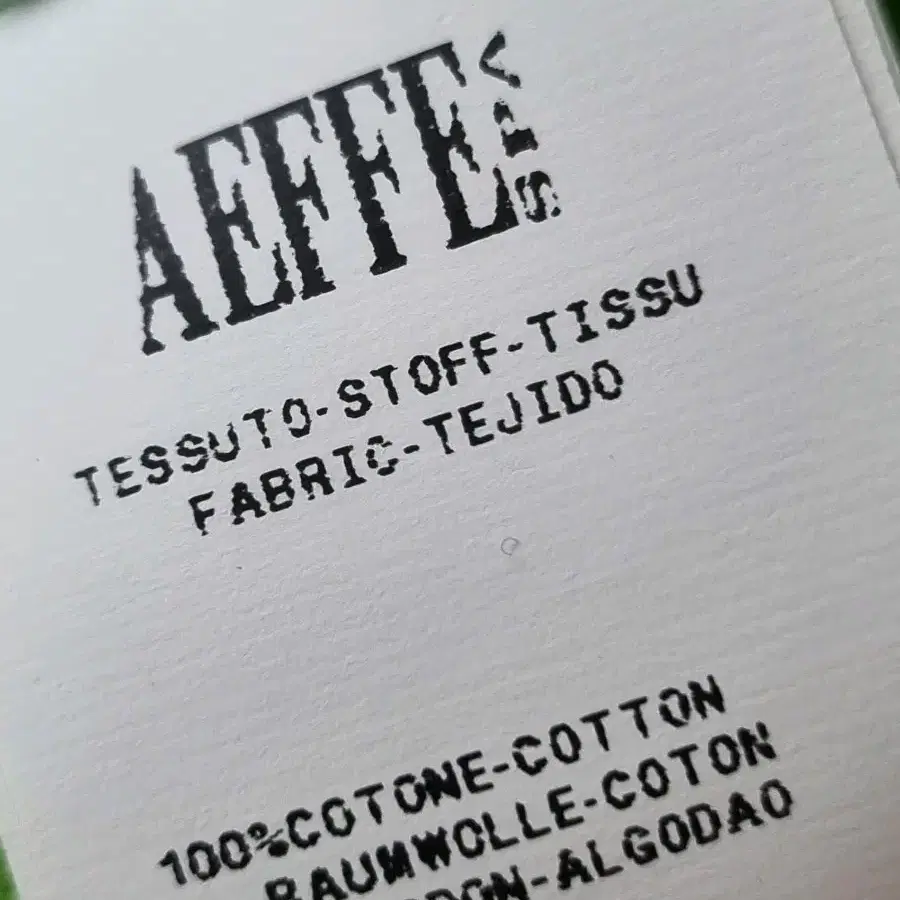 AEFFE
TESSUTO-STOFF-TISSU
FABRIC-TEJIDO
100%COTONE-COTTON
BAUMWOLLE-COTON
-ALGODAO